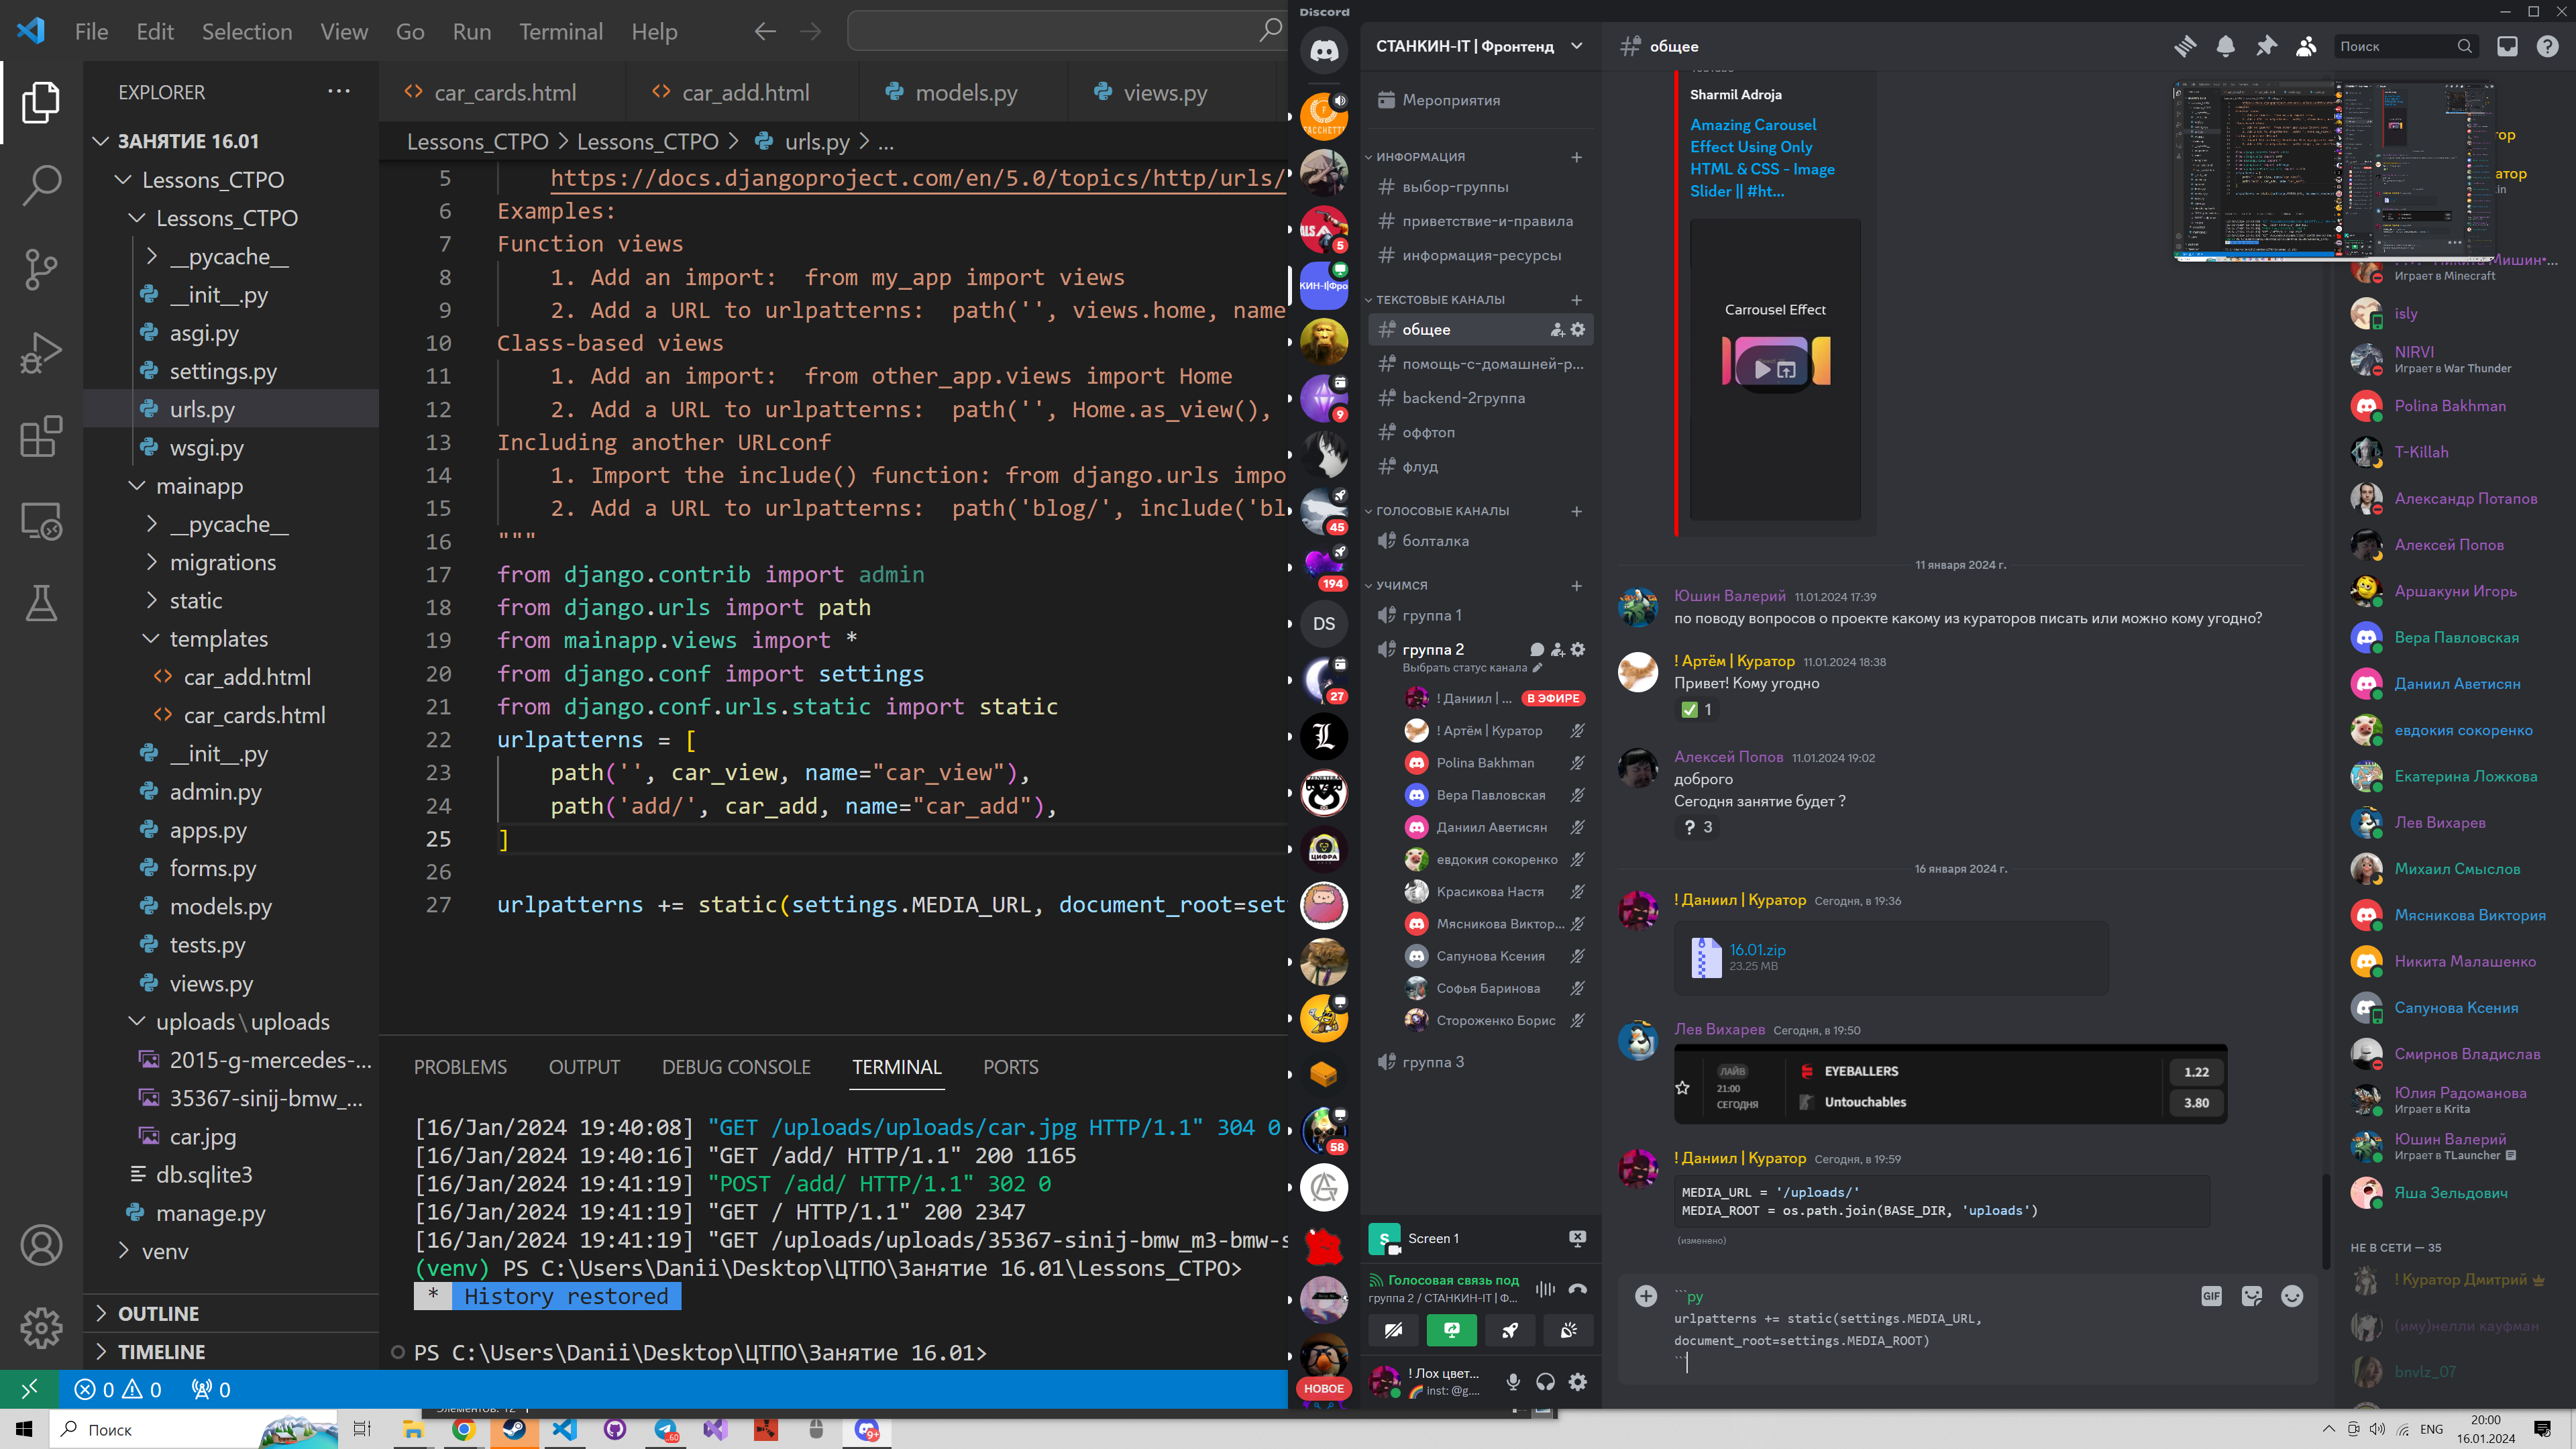 File Edit Selection View Go Run Terminal Help
EXPLORER
ЗАНЯТИЕ 16.01
Lessons_СТРО
Lessons_СТРО
__pycache__
__init__.py
asgi.py
settings.py
urls.py
wsgi.py
mainapp
__pycache__
migrations
static
templates
car_add.html
car_cards.html
__init__.py
admin.py
apps.py
forms.py
models.py
tests.py
views.py
uploads\uploads
2015-g-mercedes-...
35367-sinij-bmw_...
car.jpg
db.sqlite3
manage.py
venv
OUTLINE
TIMELINE
car_cards.html car_add.html models.py views.py
Lessons_СТРО > Lessons_СТРО > urls.py > ...
5 https://docs.djangoproject.com/en/5.0/topics/http/urls/
6 Examples:
7 Function views
8 1. Add an import:  from my_app import views
9 2. Add a URL to urlpatterns:  path('', views.home, name
10 Class-based views
11 1. Add an import:  from other_app.views import Home
12 2. Add a URL to urlpatterns:  path('', Home.as_view(),
13 Including another URLconf
14 1. Import the include() function: from django.urls impo
15 2. Add a URL to urlpatterns:  path('blog/', include('bl
16 """
17 from django.contrib import admin
18 from django.urls import path
19 from mainapp.views import *
20 from django.conf import settings
21 from django.conf.urls.static import static
22 urlpatterns = [
23 path('', car_view, name="car_view"),
24 path('add/', car_add, name="car_add"),
25 ]
26
27 urlpatterns += static(settings.MEDIA_URL, document_root=set
PROBLEMS OUTPUT DEBUG CONSOLE TERMINAL PORTS
[16/Jan/2024 19:40:08] "GET /uploads/uploads/car.jpg HTTP/1.1" 304 0
[16/Jan/2024 19:40:16] "GET /add/ HTTP/1.1" 200 1165
[16/Jan/2024 19:41:19] "POST /add/ HTTP/1.1" 302 0
[16/Jan/2024 19:41:19] "GET / HTTP/1.1" 200 2347
[16/Jan/2024 19:41:19] "GET /uploads/uploads/35367-sinij-bmw_m3-bmw-s
(venv) PS C:\Users\Danii\Desktop\ЦТПО\Занятие 16.01\Lessons_СТРО>
* History restored
PS C:\Users\Danii\Desktop\ЦТПО\Занятие 16.01>
0 0 0
Discord
5
КИН-I|Фро
9
45
194
DS
27
ЦИФРА
58
НОВОЕ
СТАНКИН-IT | Фронтенд
Мероприятия
ИНФОРМАЦИЯ
выбор-группы
приветствие-и-правила
информация-ресурсы
ТЕКСТОВЫЕ КАНАЛЫ
общее
помощь-с-домашней-р...
backend-2группа
оффтоп
флуд
ГОЛОСОВЫЕ КАНАЛЫ
болталка
УЧИМСЯ
группа 1
группа 2
Выбрать статус канала
! Даниил | ... В ЭФИРЕ
! Артём | Куратор
Polina Bakhman
Вера Павловская
Даниил Аветисян
евдокия сокоренко
Красикова Настя
Мясникова Виктор...
Сапунова Ксения
Софья Баринова
Стороженко Борис
группа 3
S Screen 1
Голосовая связь под
группа 2 / СТАНКИН-IT | Ф...
! Лох цвет...
inst: @g....
общее
Поиск
Sharmil Adroja
Amazing Carousel
Effect Using Only
HTML & CSS - Image
Slider || #ht...
Carrousel Effect
11 января 2024 г.
Юшин Валерий 11.01.2024 17:39
по поводу вопросов о проекте какому из кураторов писать или можно кому угодно?
! Артём | Куратор 11.01.2024 18:38
Привет! Кому угодно
1
Алексей Попов 11.01.2024 19:02
доброго
Сегодня занятие будет ?
? 3
16 января 2024 г.
! Даниил | Куратор Сегодня, в 19:36
16.01.zip
23.25 MB
Лев Вихарев Сегодня, в 19:50
ЛАЙВ
21:00
СЕГОДНЯ
EYEBALLERS 1.22
Untouchables 3.80
! Даниил | Куратор Сегодня, в 19:59
MEDIA_URL = '/uploads/'
MEDIA_ROOT = os.path.join(BASE_DIR, 'uploads')
(изменено)
```py
urlpatterns += static(settings.MEDIA_URL,
document_root=settings.MEDIA_ROOT)
```
GIF
Играет в Minecraft
isly
NIRVI
Играет в War Thunder
Polina Bakhman
T-Killah
Александр Потапов
Алексей Попов
Аршакуни Игорь
Вера Павловская
Даниил Аветисян
евдокия сокоренко
Екатерина Ложкова
Лев Вихарев
Михаил Смыслов
Мясникова Виктория
Никита Малашенко
Сапунова Ксения
Смирнов Владислав
Юлия Радоманова
Играет в Krita
Юшин Валерий
Играет в TLauncher
Яша Зельдович
НЕ В СЕТИ — 35
! Куратор Дмитрий
(иму)нелли кауфман
bnvlz_07
Поиск
60
9+
ENG
20:00
16.01.2024